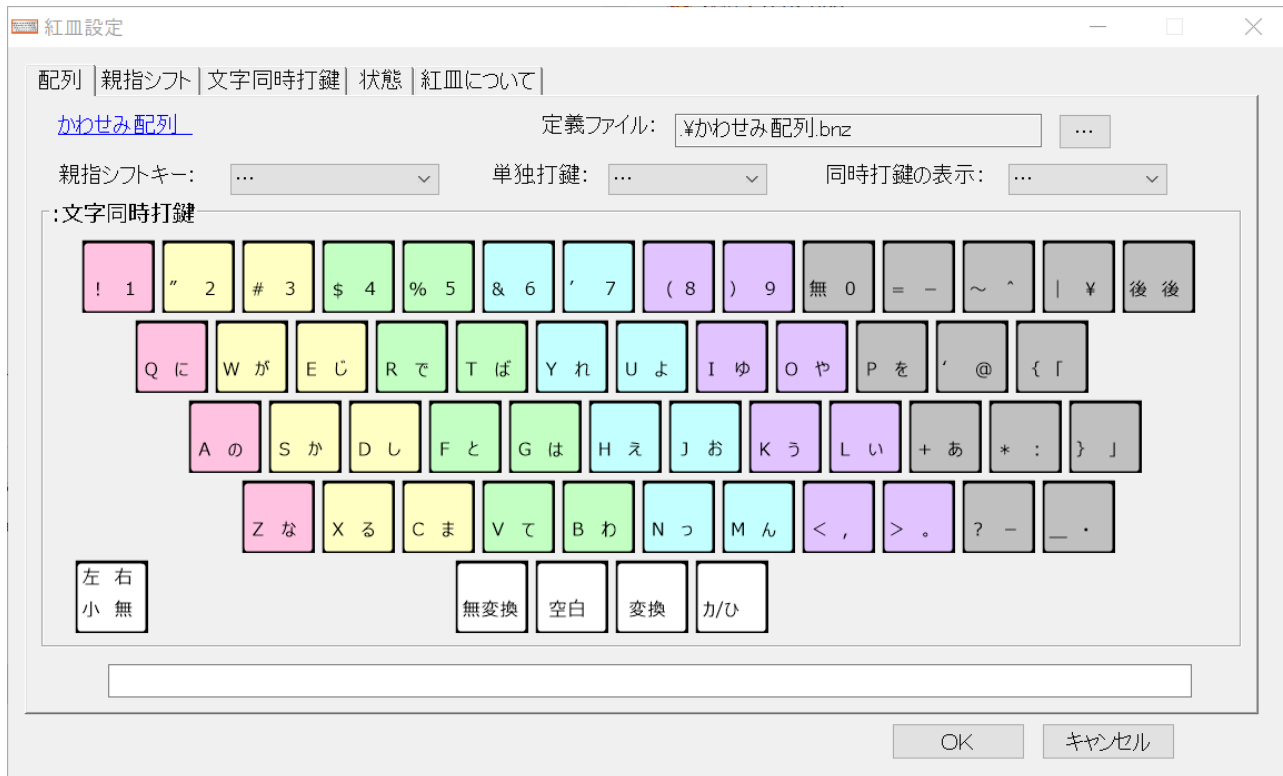 紅皿設定
配列 親指シフト 文字同時打鍵 状態 紅皿について
かわせみ配列 定義ファイル: .¥かわせみ配列.bnz ...
親指シフトキー: ... 単独打鍵: ... 同時打鍵の表示: ...
:文字同時打鍵
! 1 ” 2 # 3 $ 4 % 5 & 6 ’ 7 ( 8 ) 9 無 0 = － ～ ＾ | ¥ 後 後
Q に W が E じ R で T ば Y れ U よ I ゆ O や P を ‘ @ { 「
A の S か D し F と G は H え J お K う L い + あ * : } 」
Z な X る C ま V て B わ N っ M ん < , > 。 ? － ＿ ・
左 右
小 無 無変換 空白 変換 カ/ひ
OK キャンセル